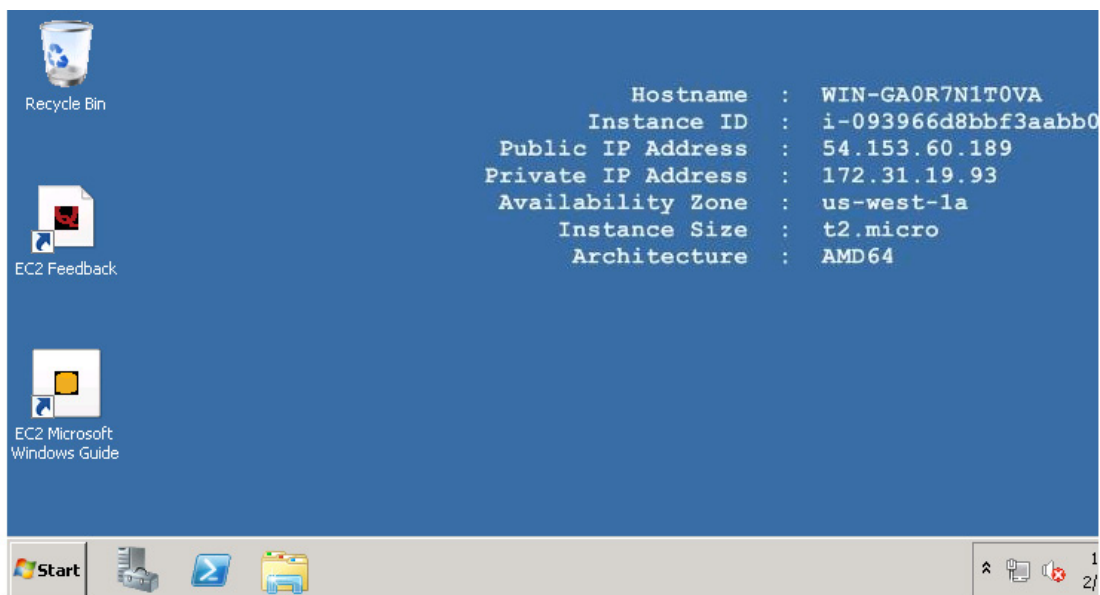 Recycle Bin
Hostname : WIN-GA0R7N1T0VA
Instance ID : i-093966d8bbf3aabb0
Public IP Address : 54.153.60.189
Private IP Address : 172.31.19.93
Availability Zone : us-west-1a
Instance Size : t2.micro
Architecture : AMD64
EC2 Feedback
EC2 Microsoft
Windows Guide
Start
1
2/